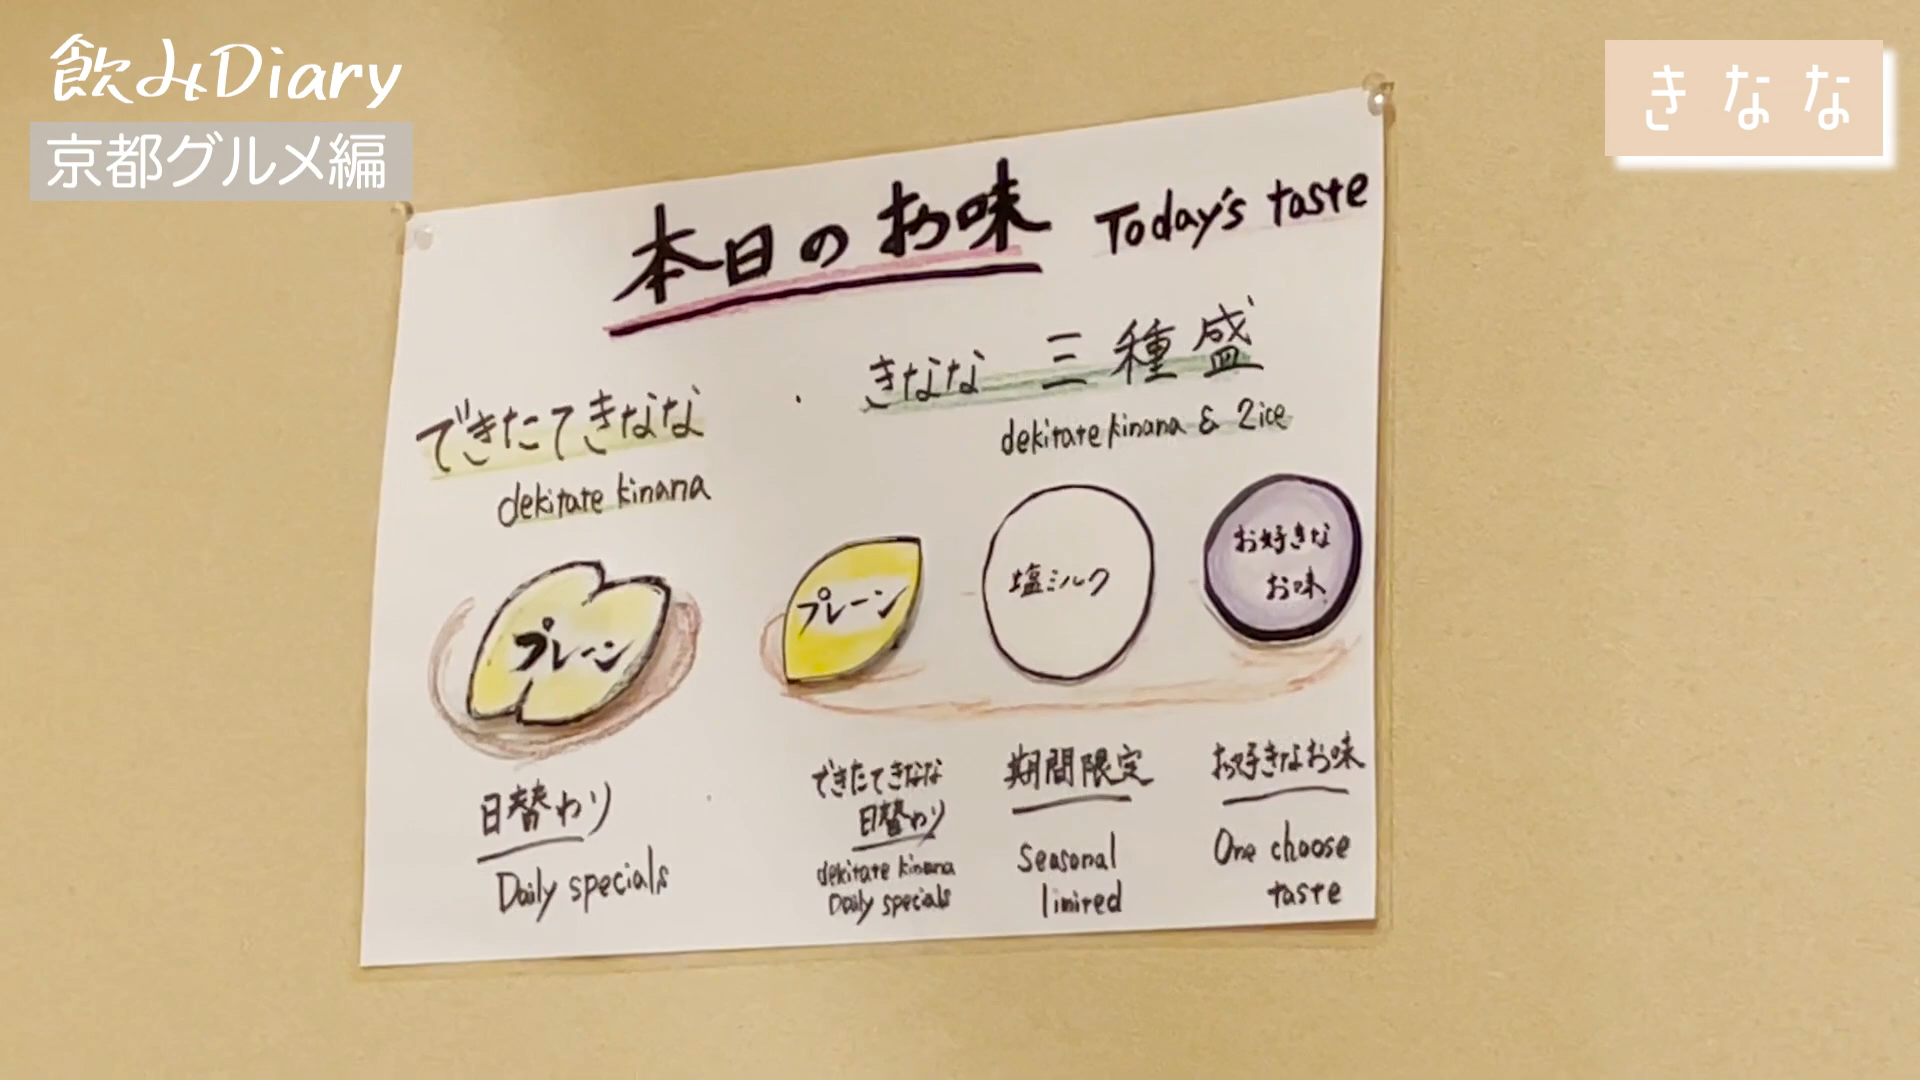 飲みDiary
京都グルメ編
きなな
本日のお味 Today's taste
できたてきなな
dekitate kinana
きなな 三種盛
dekitate kinana & 2ice
プレーン
プレーン
塩ミルク
お好きな
お味
日替わり
Daily specials
できたてきなな
日替わり
dekitate kinana
Daily specials
期間限定
Seasonal
limited
お好きなお味
One choose
taste